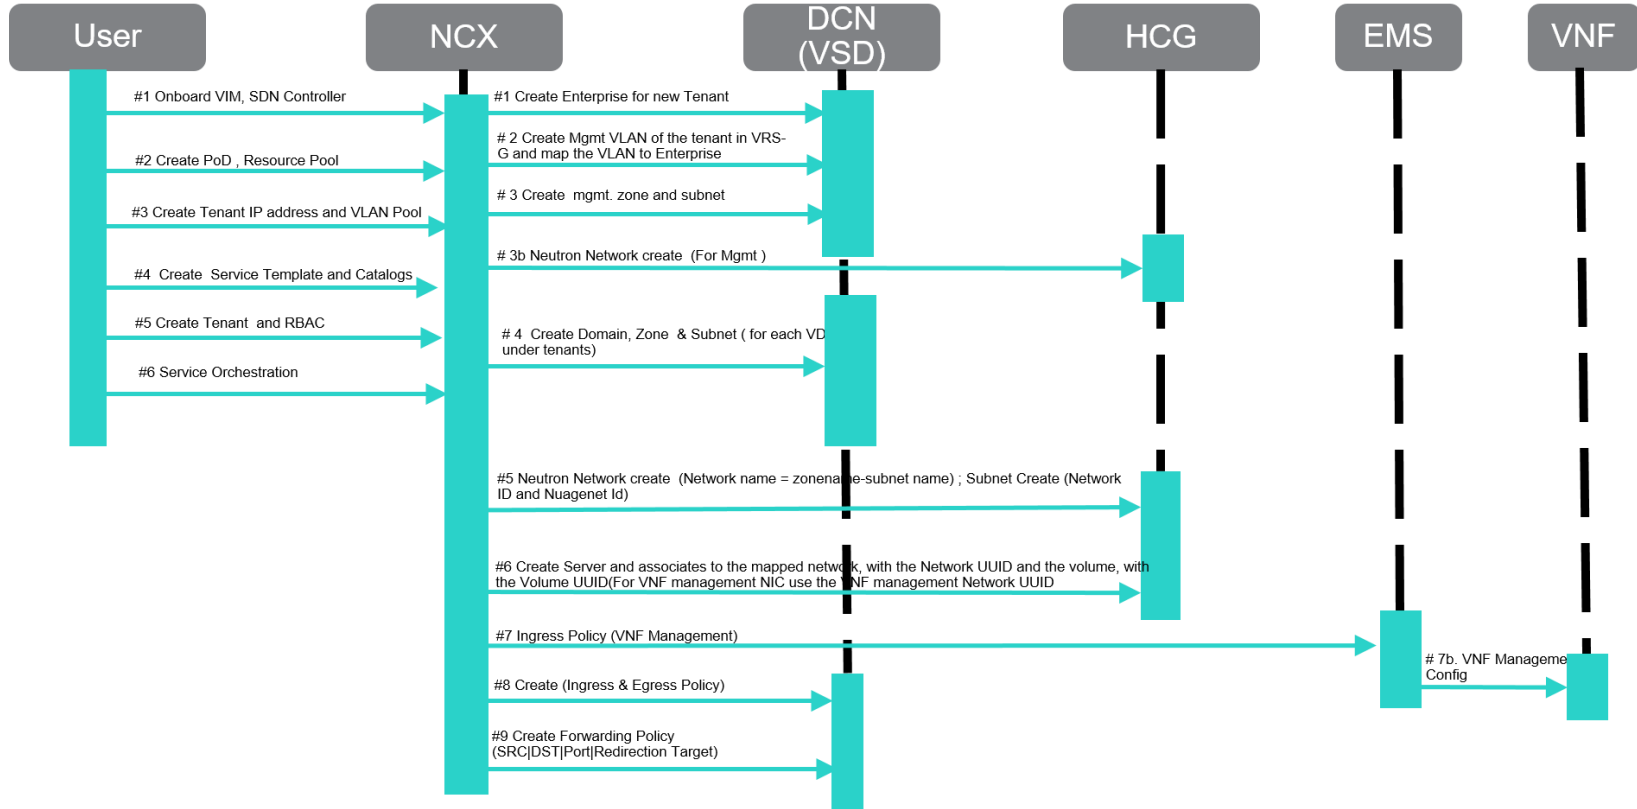 User
NCX
DCN
(VSD)
HCG
EMS
VNF
#1 Onboard VIM, SDN Controller
#1 Create Enterprise for new Tenant
# 2 Create Mgmt VLAN of the tenant in VRS-
G and map the VLAN to Enterprise
#2 Create PoD , Resource Pool
# 3 Create  mgmt. zone and subnet
#3 Create Tenant IP address and VLAN Pool
# 3b Neutron Network create  (For Mgmt )
#4  Create  Service Template and Catalogs
#5 Create Tenant  and RBAC
# 4  Create Domain, Zone  & Subnet ( for each VD
under tenants)
#6 Service Orchestration
#5 Neutron Network create  (Network name = zonename-subnet name) ; Subnet Create (Network
ID and Nuagenet Id)
#6 Create Server and associates to the mapped network, with the Network UUID and the volume, with
the Volume UUID(For VNF management NIC use the VNF management Network UUID
#7 Ingress Policy (VNF Management)
# 7b. VNF Manageme
Config
#8 Create (Ingress & Egress Policy)
#9 Create Forwarding Policy
(SRC|DST|Port|Redirection Target)